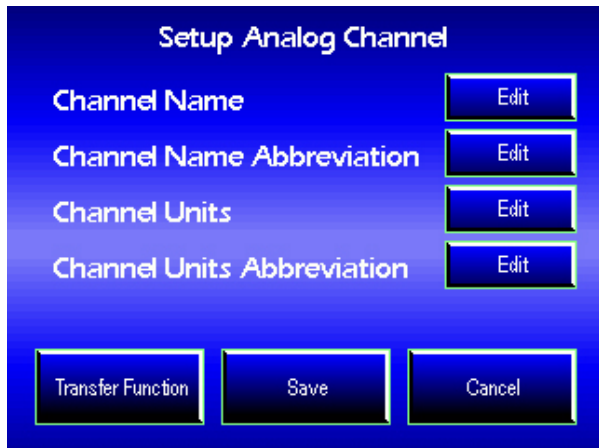 Setup Analog Channel
Channel Name Edit
Channel Name Abbreviation Edit
Channel Units Edit
Channel Units Abbreviation Edit
Transfer Function Save Cancel